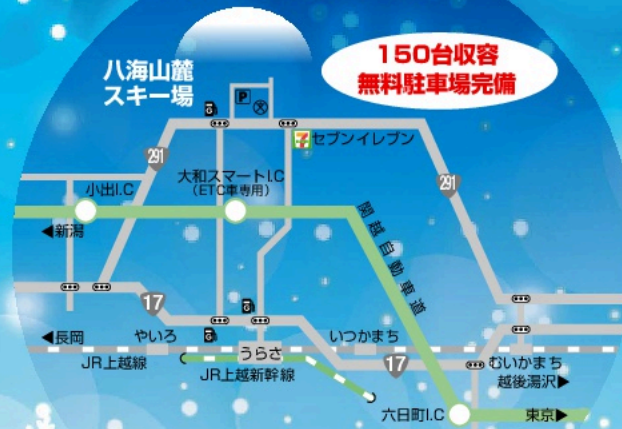 八海山麓
スキー場
150台収容
無料駐車場完備
P
セブンイレブン
291
小出I.C
大和スマートI.C
(ETC車専用)
291
関越自動車道
◀新潟
17
◀長岡
やいろ
うらさ
いつかまち
JR上越線
JR上越新幹線
17
むいかまち
越後湯沢▶
六日町I.C
東京▶